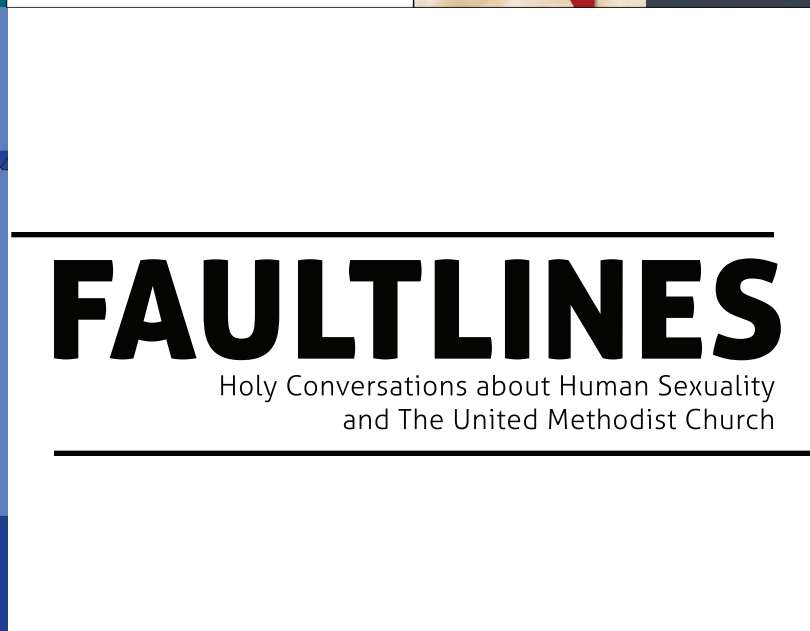 FAULTLINES
Holy Conversations about Human Sexuality
and The United Methodist Church